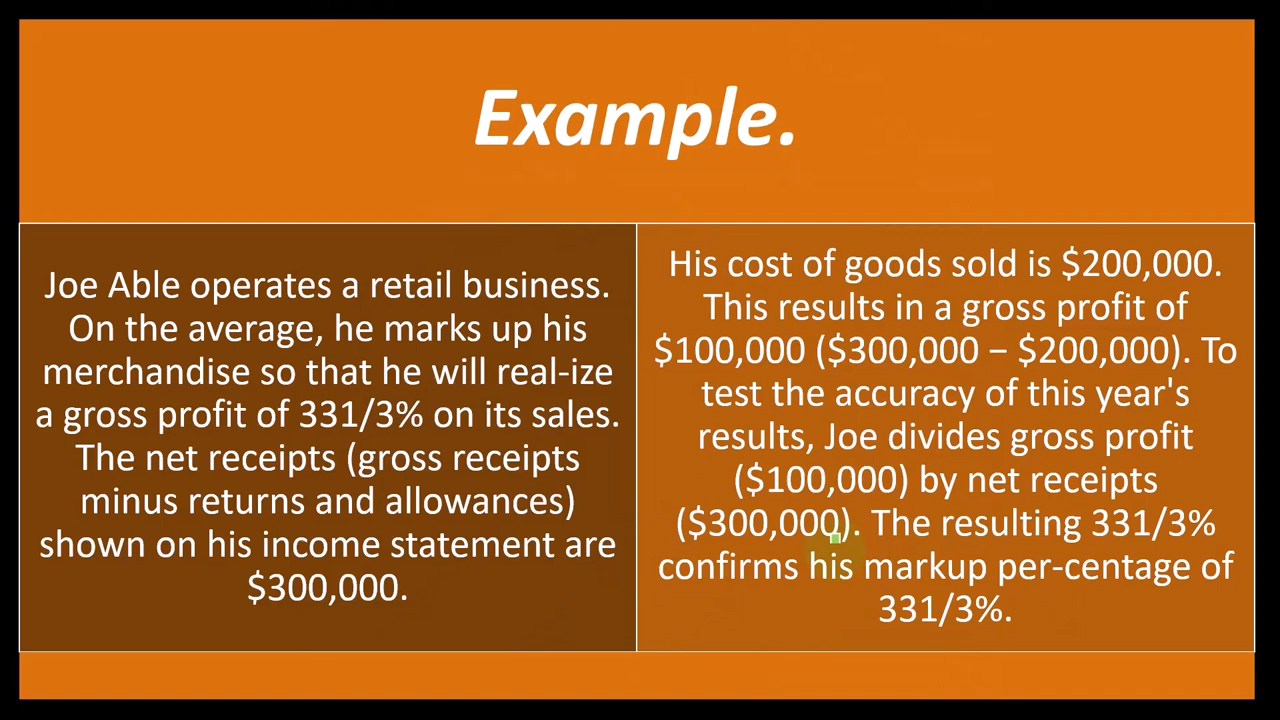 Example.
Joe Able operates a retail business.
On the average, he marks up his
merchandise so that he will real-ize
a gross profit of 331/3% on its sales.
The net receipts (gross receipts
minus returns and allowances)
shown on his income statement are
$300,000.
His cost of goods sold is $200,000.
This results in a gross profit of
$100,000 ($300,000 − $200,000). To
test the accuracy of this year's
results, Joe divides gross profit
($100,000) by net receipts
($300,000). The resulting 331/3%
confirms his markup per-centage of
331/3%.